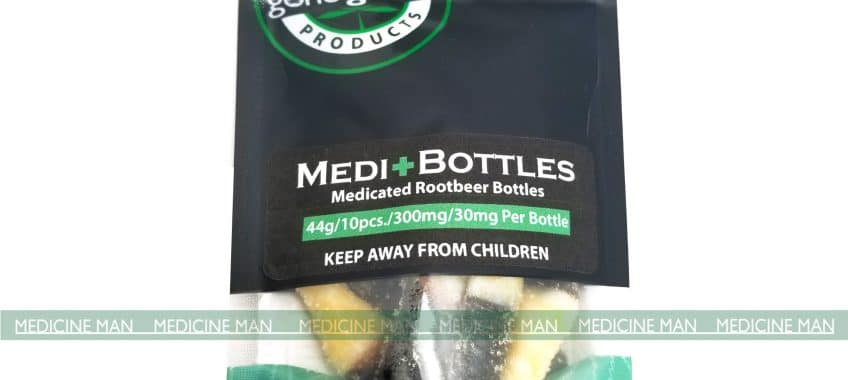 PRODUCTS
MEDI+BOTTLES
Medicated Rootbeer Bottles
44g/10pcs./300mg/30mg Per Bottle
KEEP AWAY FROM CHILDREN
MEDICINE MAN MEDICINE MAN MEDICINE MAN MEDICINE MAN MEDICINE MAN MEDICINE MAN